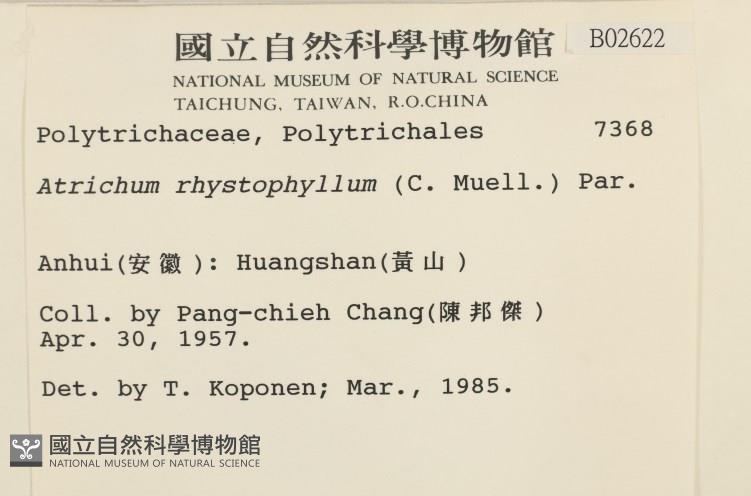 國立自然科學博物館 B02622
NATIONAL MUSEUM OF NATURAL SCIENCE
TAICHUNG, TAIWAN, R.O.CHINA
Polytrichaceae, Polytrichales 7368
Atrichum rhystophyllum (C. Muell.) Par.
Anhui(安徽): Huangshan(黃山)
Coll. by Pang-chieh Chang(陳邦傑)
Apr. 30, 1957.
Det. by T. Koponen; Mar., 1985.
國立自然科學博物館
NATIONAL MUSEUM OF NATURAL SCIENCE